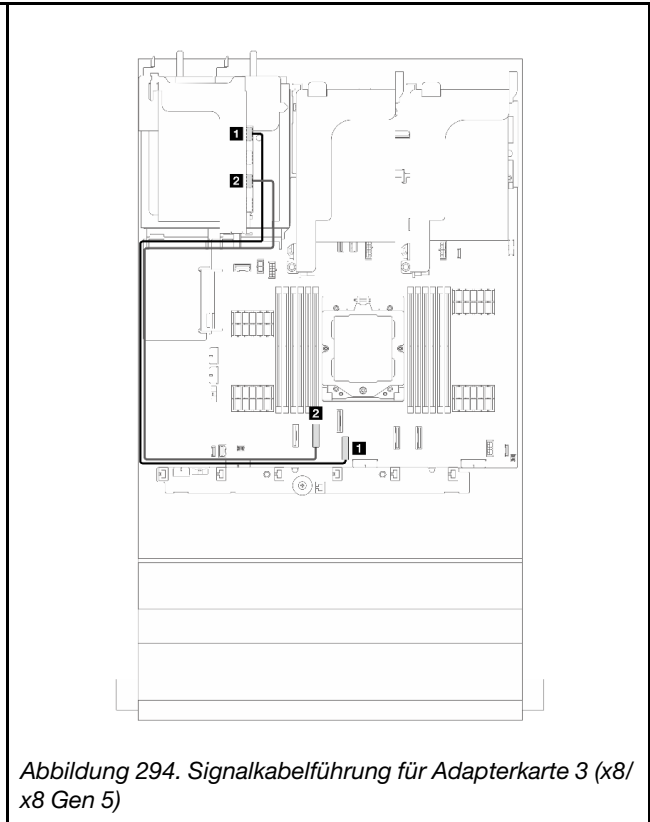 1
2
2
1
Abbildung 294. Signalkabelführung für Adapterkarte 3 (x8/
x8 Gen 5)